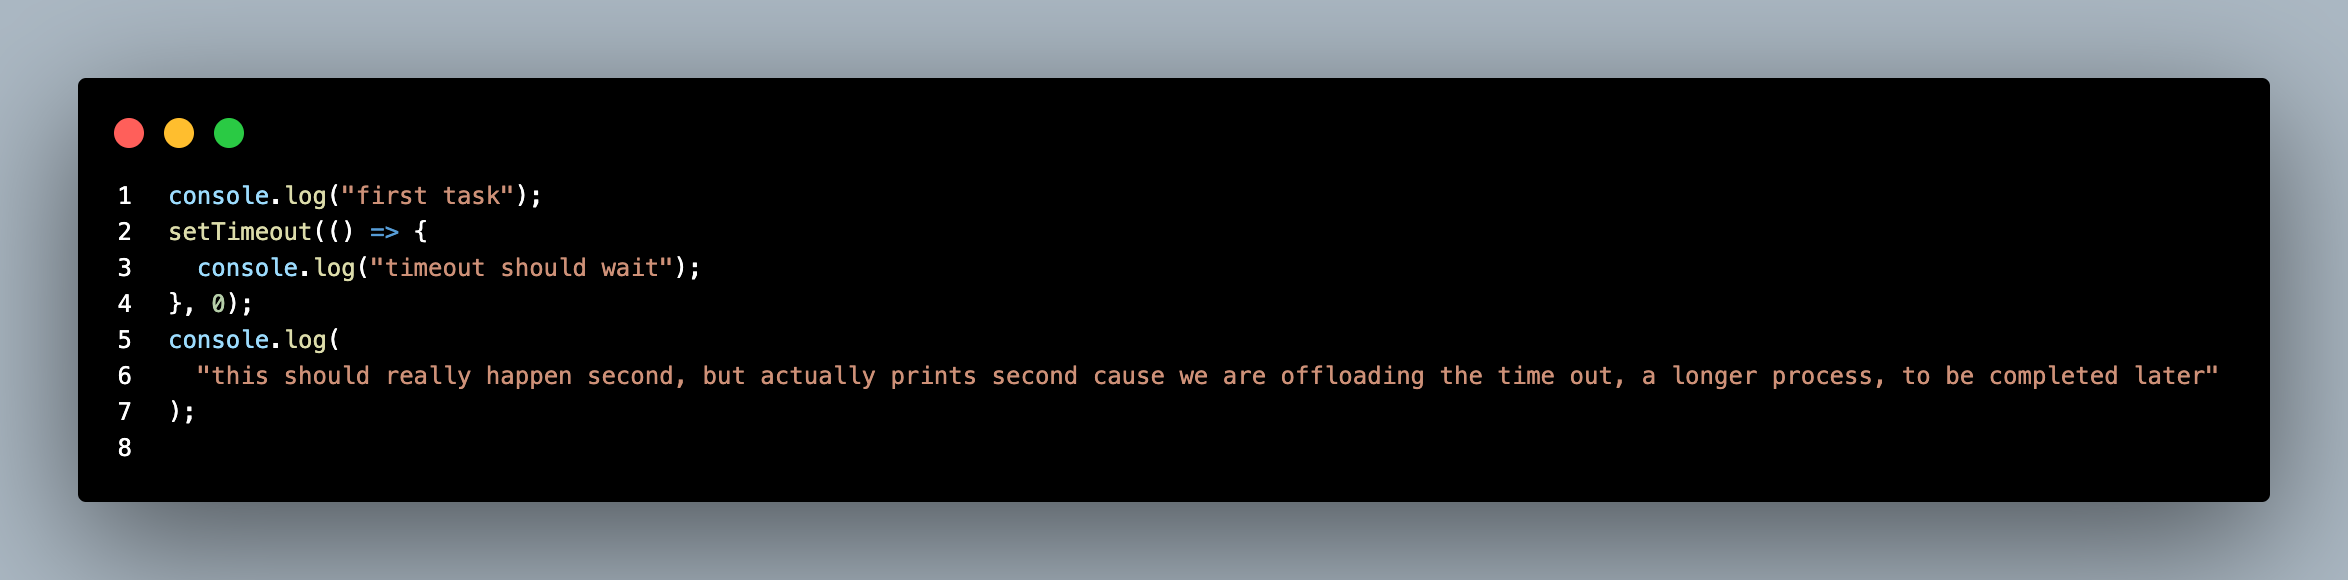 1 console.log("first task");
2 setTimeout(() => {
3   console.log("timeout should wait");
4 }, 0);
5 console.log(
6   "this should really happen second, but actually prints second cause we are offloading the time out, a longer process, to be completed later"
7 );
8